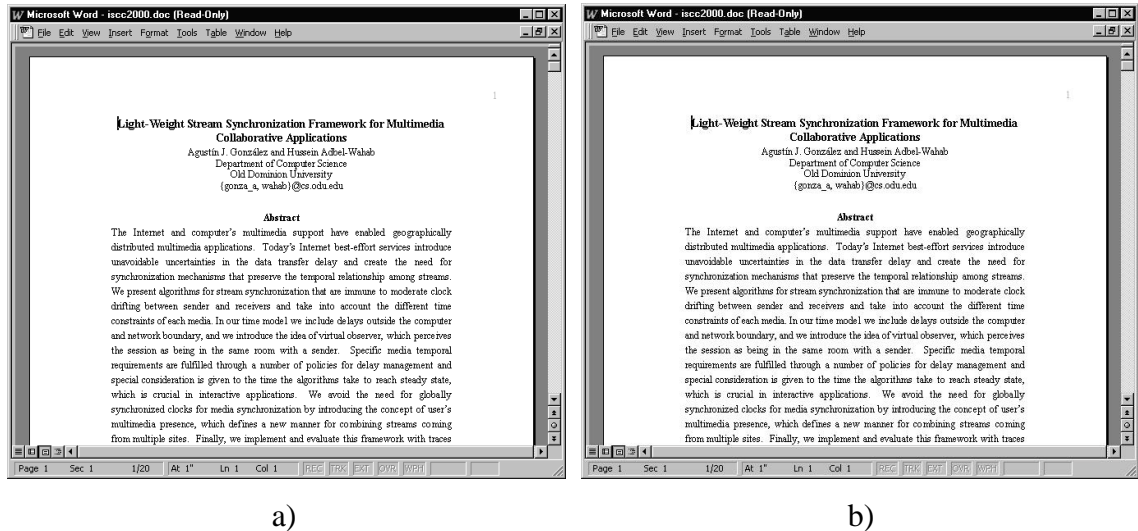 Microsoft Word - iscc2000.doc (Read-Only)
File Edit View Insert Format Tools Table Window Help
1
Light-Weight Stream Synchronization Framework for Multimedia
Collaborative Applications
Agustín J. González and Hussein Adbel-Wahab
Department of Computer Science
Old Dominion University
{gonza_a, wahab}@cs.odu.edu
Abstract
The Internet and computer's multimedia support have enabled geographically
distributed multimedia applications. Today's Internet best-effort services introduce
unavoidable uncertainties in the data transfer delay and create the need for
synchronization mechanisms that preserve the temporal relationship among streams.
We present algorithms for stream synchronization that are immune to moderate clock
drifting between sender and receivers and take into account the different time
constraints of each media. In our time model we include delays outside the computer
and network boundary, and we introduce the idea of virtual observer, which perceives
the session as being in the same room with a sender. Specific media temporal
requirements are fulfilled through a number of policies for delay management and
special consideration is given to the time the algorithms take to reach steady state,
which is crucial in interactive applications. We avoid the need for globally
synchronized clocks for media synchronization by introducing the concept of user's
multimedia presence, which defines a new manner for combining streams coming
from multiple sites. Finally, we implement and evaluate this framework with traces
Page 1 Sec 1 1/20 At 1" Ln 1 Col 1 REC TRK EXT OVR WPH
a)
Microsoft Word - iscc2000.doc (Read-Only)
File Edit View Insert Format Tools Table Window Help
1
Light-Weight Stream Synchronization Framework for Multimedia
Collaborative Applications
Agustín J. González and Hussein Adbel-Wahab
Department of Computer Science
Old Dominion University
{gonza_a, wahab}@cs.odu.edu
Abstract
The Internet and computer's multimedia support have enabled geographically
distributed multimedia applications. Today's Internet best-effort services introduce
unavoidable uncertainties in the data transfer delay and create the need for
synchronization mechanisms that preserve the temporal relationship among streams.
We present algorithms for stream synchronization that are immune to moderate clock
drifting between sender and receivers and take into account the different time
constraints of each media. In our time model we include delays outside the computer
and network boundary, and we introduce the idea of virtual observer, which perceives
the session as being in the same room with a sender. Specific media temporal
requirements are fulfilled through a number of policies for delay management and
special consideration is given to the time the algorithms take to reach steady state,
which is crucial in interactive applications. We avoid the need for globally
synchronized clocks for media synchronization by introducing the concept of user's
multimedia presence, which defines a new manner for combining streams coming
from multiple sites. Finally, we implement and evaluate this framework with traces
Page 1 Sec 1 1/20 At 1" Ln 1 Col 1 REC TRK EXT OVR WPH
b)